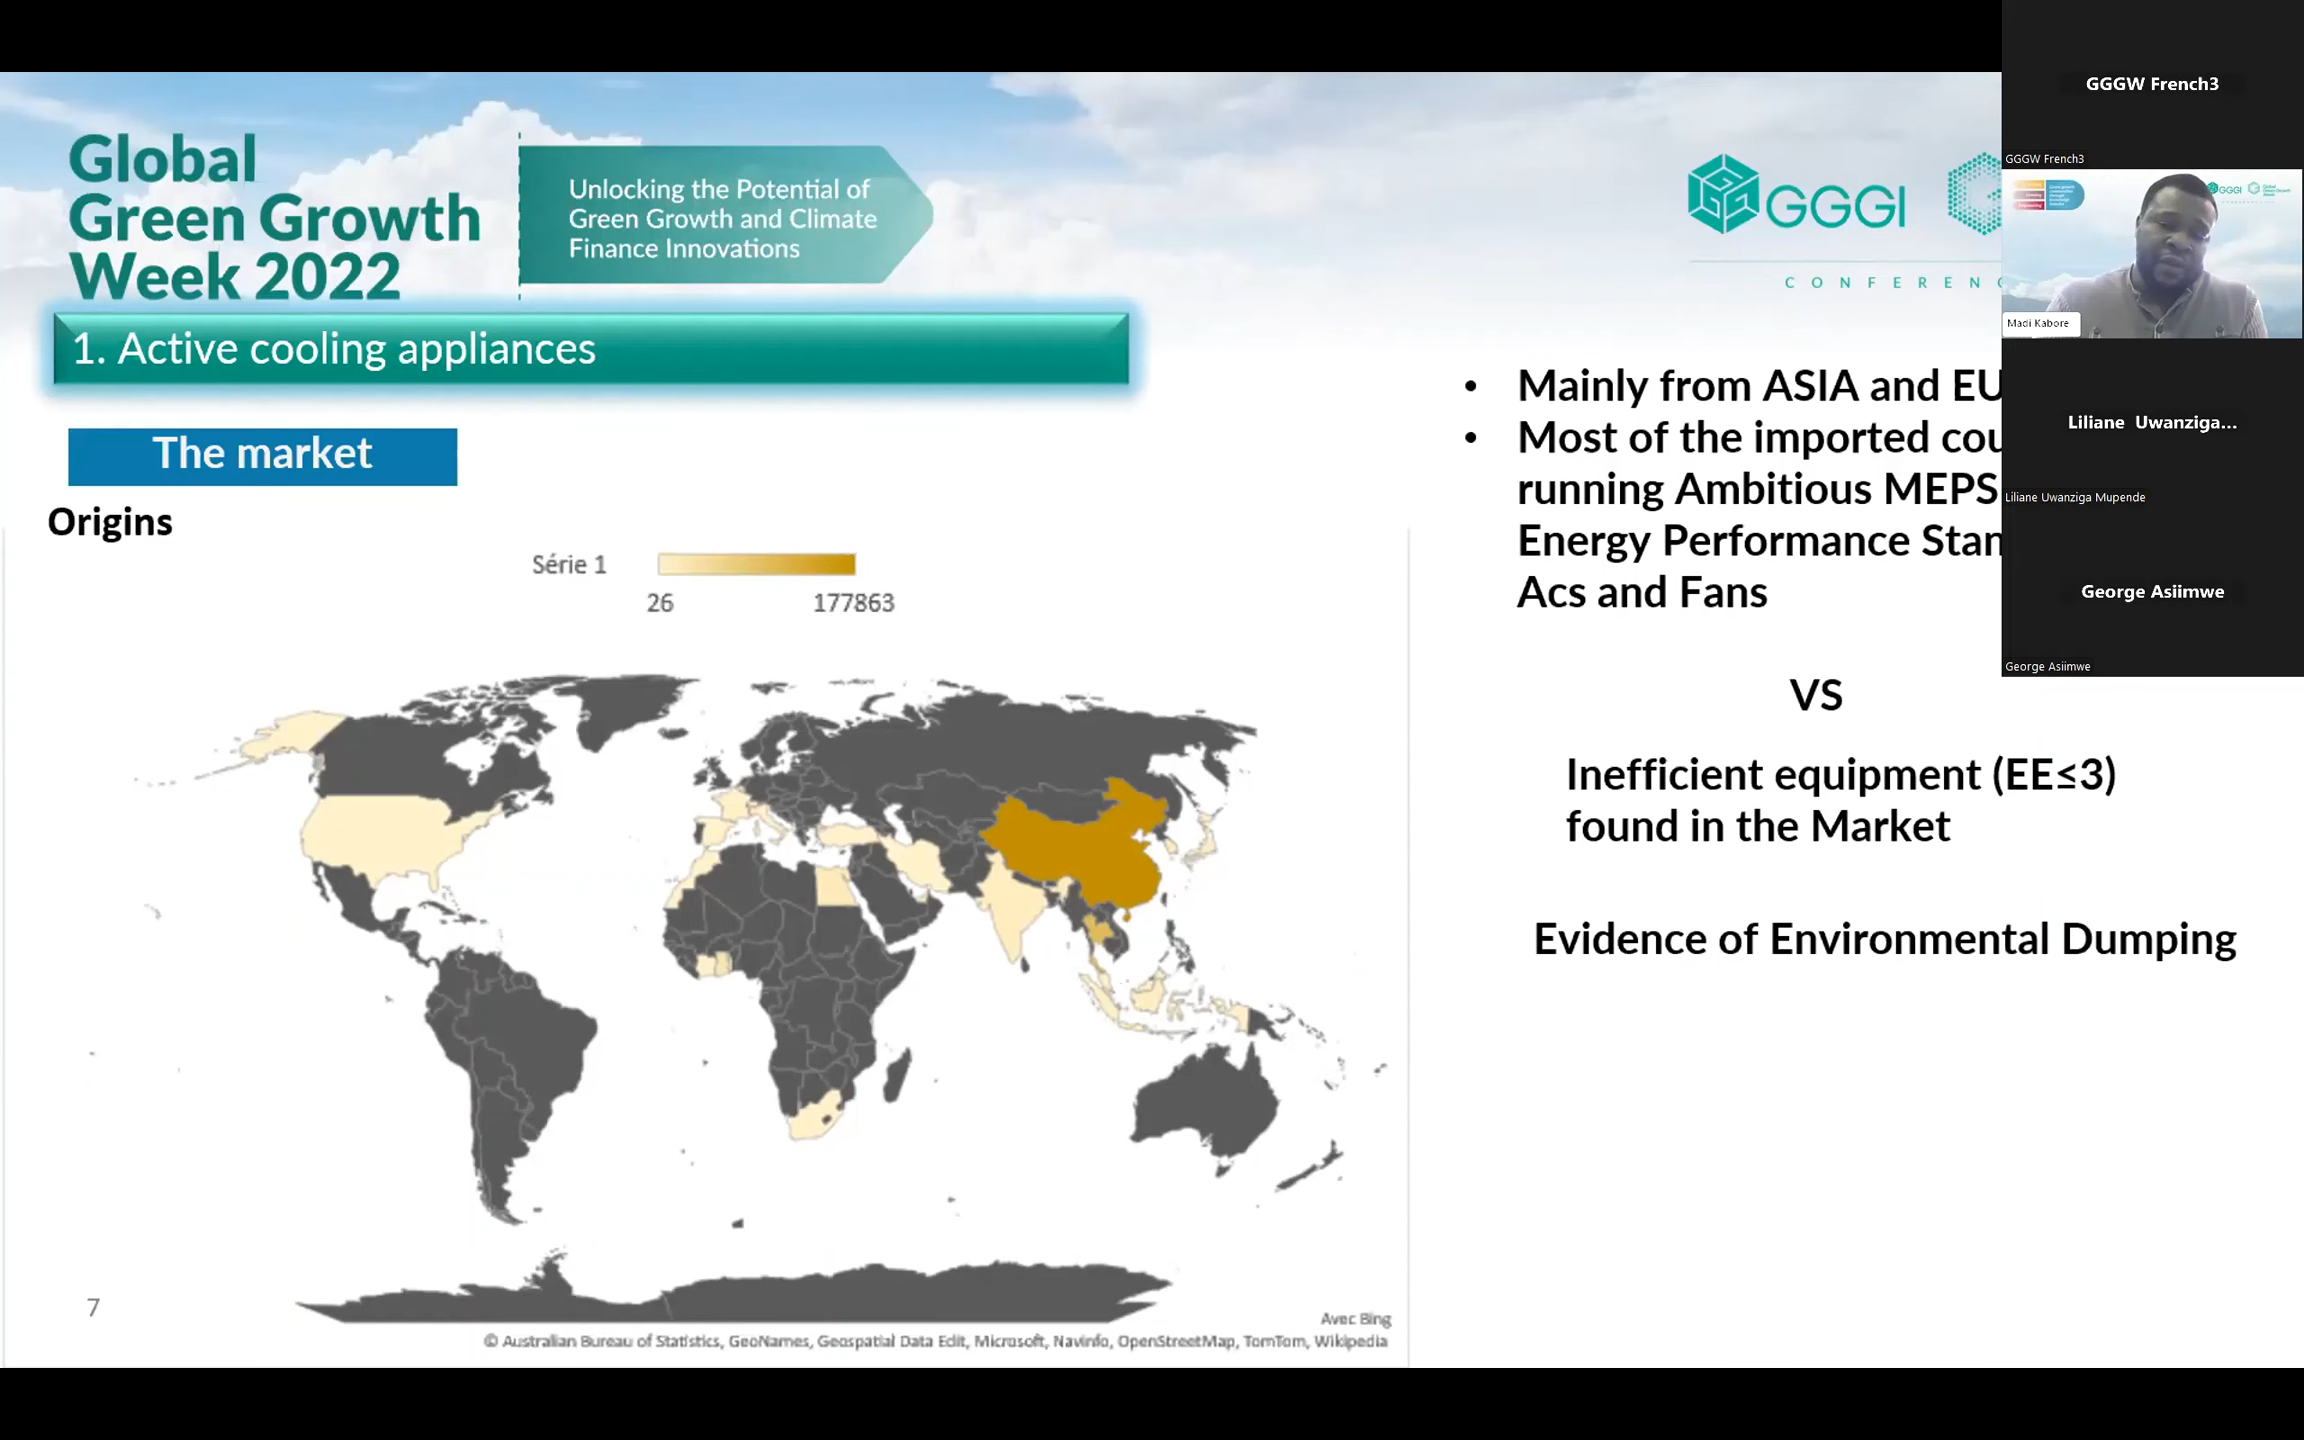 Global
Green Growth
Week 2022
Unlocking the Potential of
Green Growth and Climate
Finance Innovations
GGGI
CONFEREN
1. Active cooling appliances
The market
Origins
Série 1
26
177863
• Mainly from ASIA and EU
• Most of the imported cou
running Ambitious MEPS
Energy Performance Stan
Acs and Fans
VS
Inefficient equipment (EE≤3)
found in the Market
Evidence of Environmental Dumping
7
Avec Bing
© Australian Bureau of Statistics, GeoNames, Geospatial Data Edit, Microsoft, Navinfo, OpenStreetMap, TomTom, Wikipedia
GGGW French3
GGGW French3
GGGI
Madi Kabore
Liliane Uwanziga...
Liliane Uwanziga Mupende
George Asiimwe
George Asiimwe